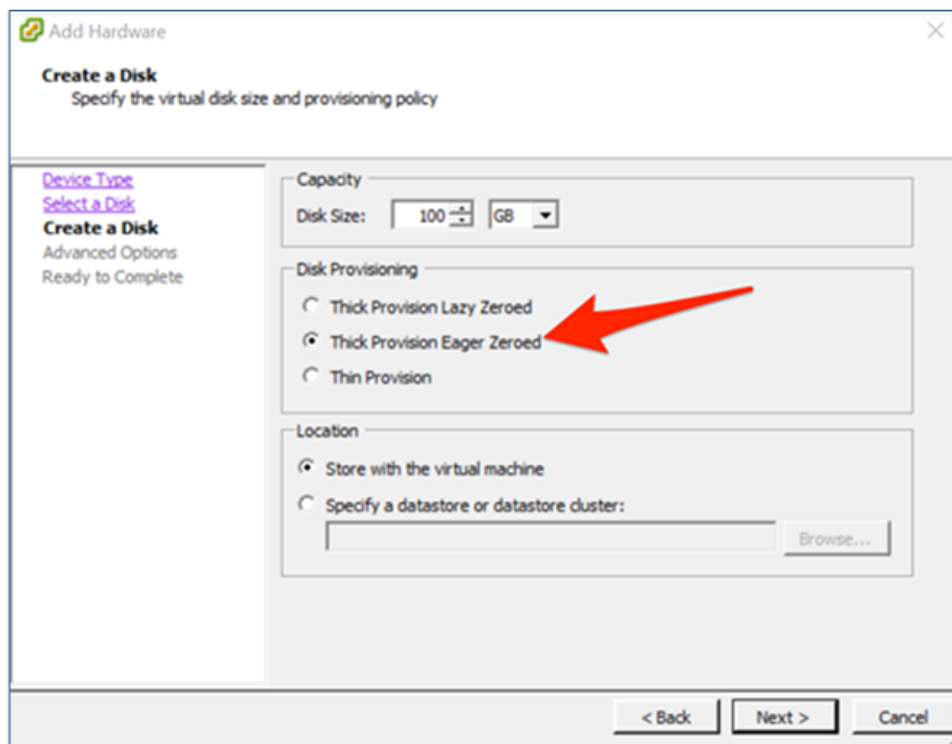 Add Hardware
Create a Disk
Specify the virtual disk size and provisioning policy
Device Type
Select a Disk
Create a Disk
Advanced Options
Ready to Complete
Capacity
Disk Size: 100 GB
Disk Provisioning
Thick Provision Lazy Zeroed
Thick Provision Eager Zeroed
Thin Provision
Location
Store with the virtual machine
Specify a datastore or datastore cluster:
Browse...
< Back Next > Cancel